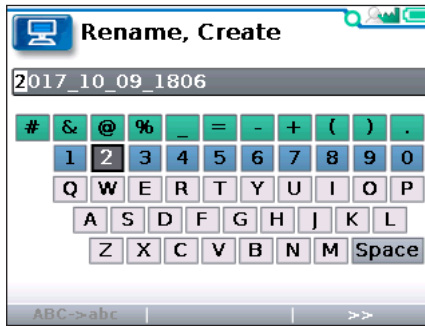 Rename, Create
2017_10_09_1806
# & @ % _ = - + ( ) .
1 2 3 4 5 6 7 8 9 0
Q W E R T Y U I O P
A S D F G H J K L
Z X C V B N M Space
ABC->abc >>